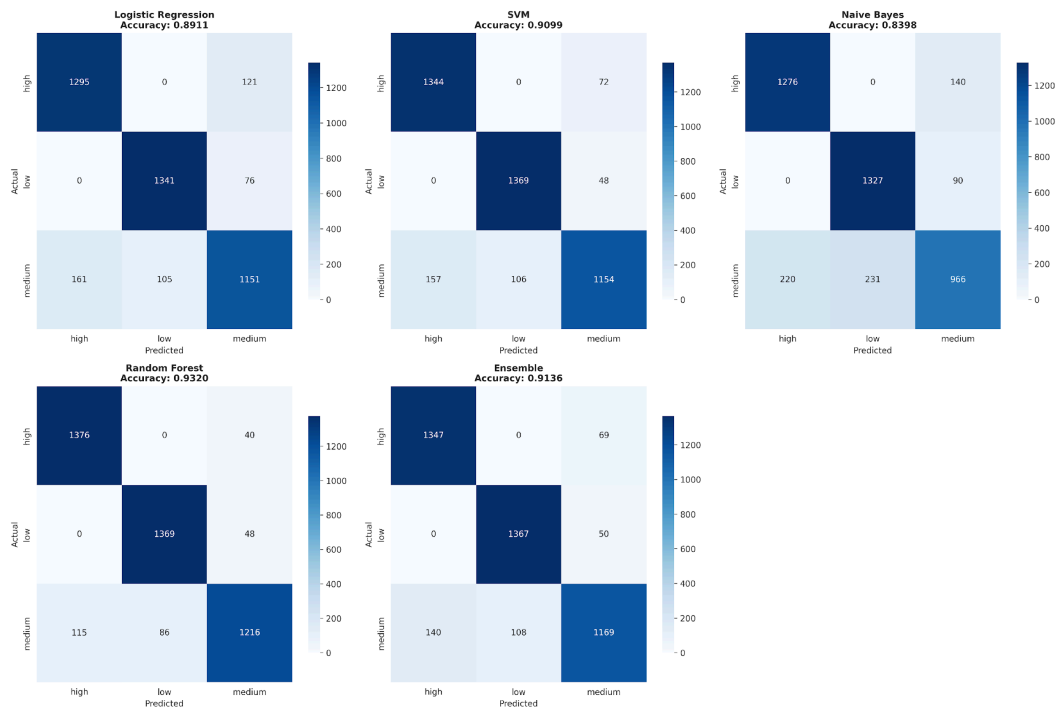 Logistic Regression
Accuracy: 0.8911
1295 0 121
0 1341 76
161 105 1151
high
low
medium
Actual
high low medium
Predicted
1200
1000
800
600
400
200
0
SVM
Accuracy: 0.9099
1344 0 72
0 1369 48
157 106 1154
high
low
medium
Actual
high low medium
Predicted
1200
1000
800
600
400
200
0
Naive Bayes
Accuracy: 0.8398
1276 0 140
0 1327 90
220 231 966
high
low
medium
Actual
high low medium
Predicted
1200
1000
800
600
400
200
0
Random Forest
Accuracy: 0.9320
1376 0 40
0 1369 48
115 86 1216
high
low
medium
Actual
high low medium
Predicted
1200
1000
800
600
400
200
0
Ensemble
Accuracy: 0.9136
1347 0 69
0 1367 50
140 108 1169
high
low
medium
Actual
high low medium
Predicted
1200
1000
800
600
400
200
0